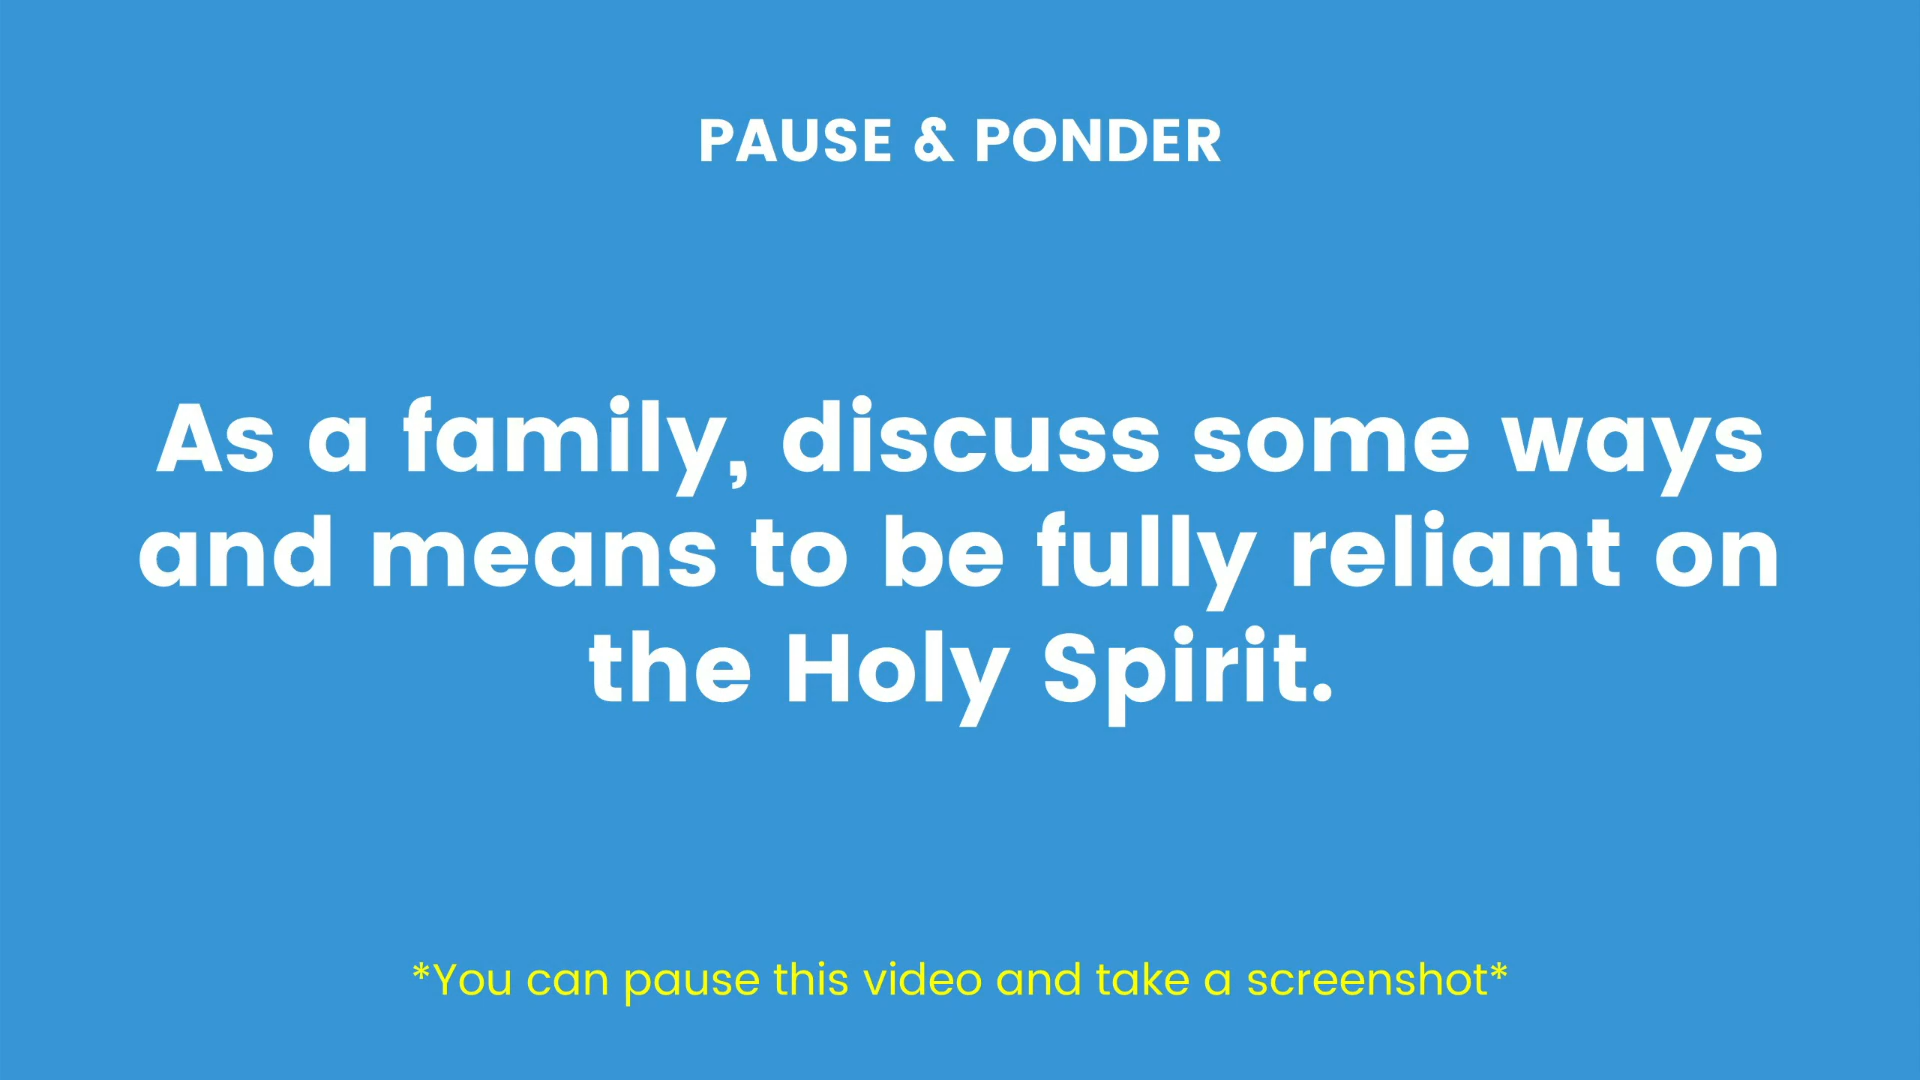 PAUSE & PONDER
As a family, discuss some ways
and means to be fully reliant on
the Holy Spirit.
*You can pause this video and take a screenshot*